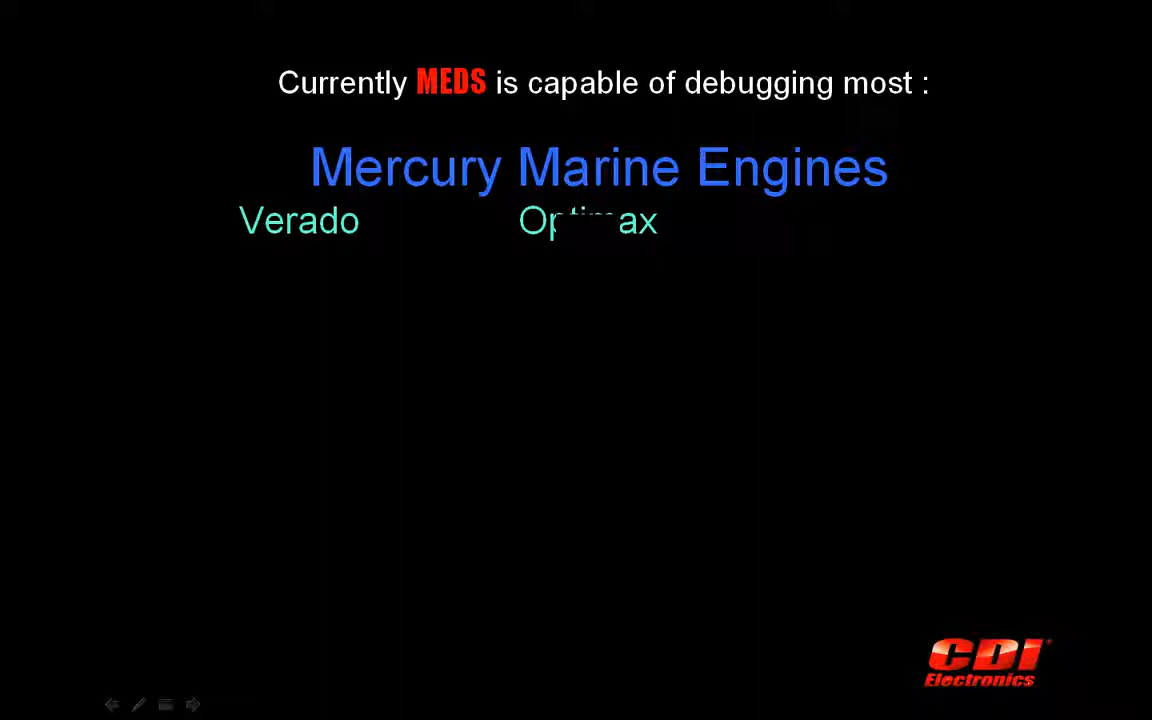 Currently MEDS is capable of debugging most :
Mercury Marine Engines
Verado Optimax
CDI
Electronics